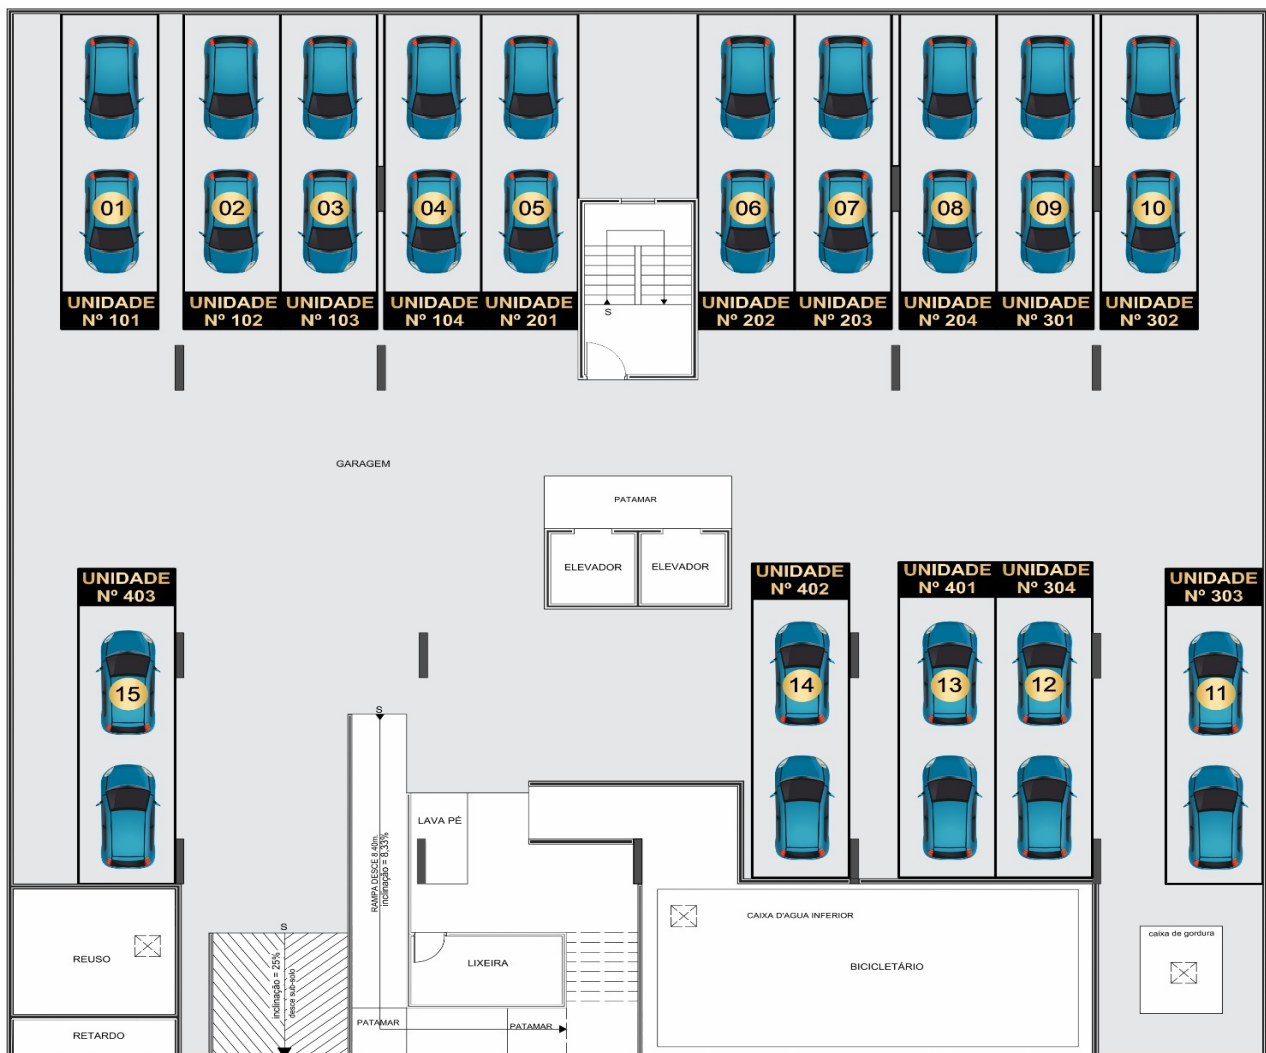 01
02
03
04
05
06
07
08
09
10
UNIDADE
Nº 101
UNIDADE
Nº 102
UNIDADE
Nº 103
UNIDADE
Nº 104
UNIDADE
Nº 201
UNIDADE
Nº 202
UNIDADE
Nº 203
UNIDADE
Nº 204
UNIDADE
Nº 301
UNIDADE
Nº 302
S
GARAGEM
PATAMAR
ELEVADOR
ELEVADOR
UNIDADE
Nº 403
UNIDADE
Nº 402
UNIDADE
Nº 401
UNIDADE
Nº 304
UNIDADE
Nº 303
15
14
13
12
11
S
RAMPA DESCE 8.40m.
inclinação = 8,33%
LAVA PÉ
S
inclinação = 25%
desce sub-solo
REUSO
RETARDO
LIXEIRA
PATAMAR
PATAMAR
CAIXA D'AGUA INFERIOR
BICICLETÁRIO
caixa de gordura